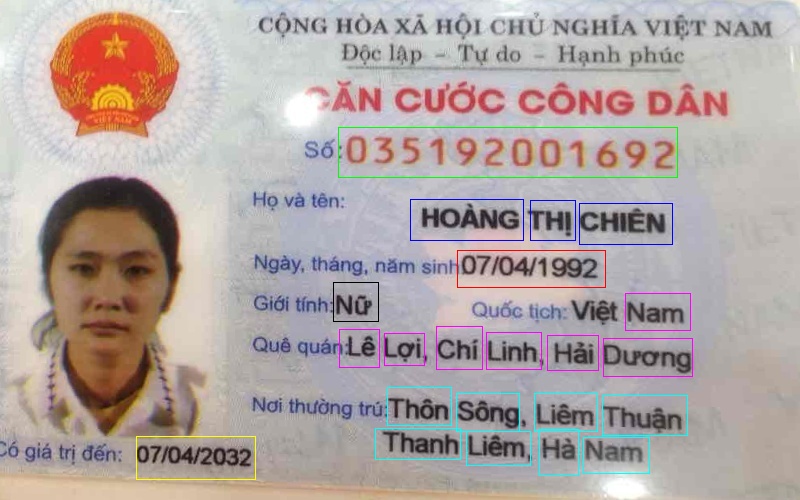 CỘNG HÒA XÃ HỘI CHỦ NGHĨA VIỆT NAM
Độc lập - Tự do - Hạnh phúc
CĂN CƯỚC CÔNG DÂN
Số: 035192001692
Họ và tên: HOÀNG THỊ CHIÊN
Ngày, tháng, năm sinh 07/04/1992
Giới tính: Nữ Quốc tịch: Việt Nam
Quê quán: Lê Lợi, Chí Linh, Hải Dương
Nơi thường trú: Thôn Sông, Liêm Thuận
Thanh Liêm, Hà Nam
Có giá trị đến: 07/04/2032